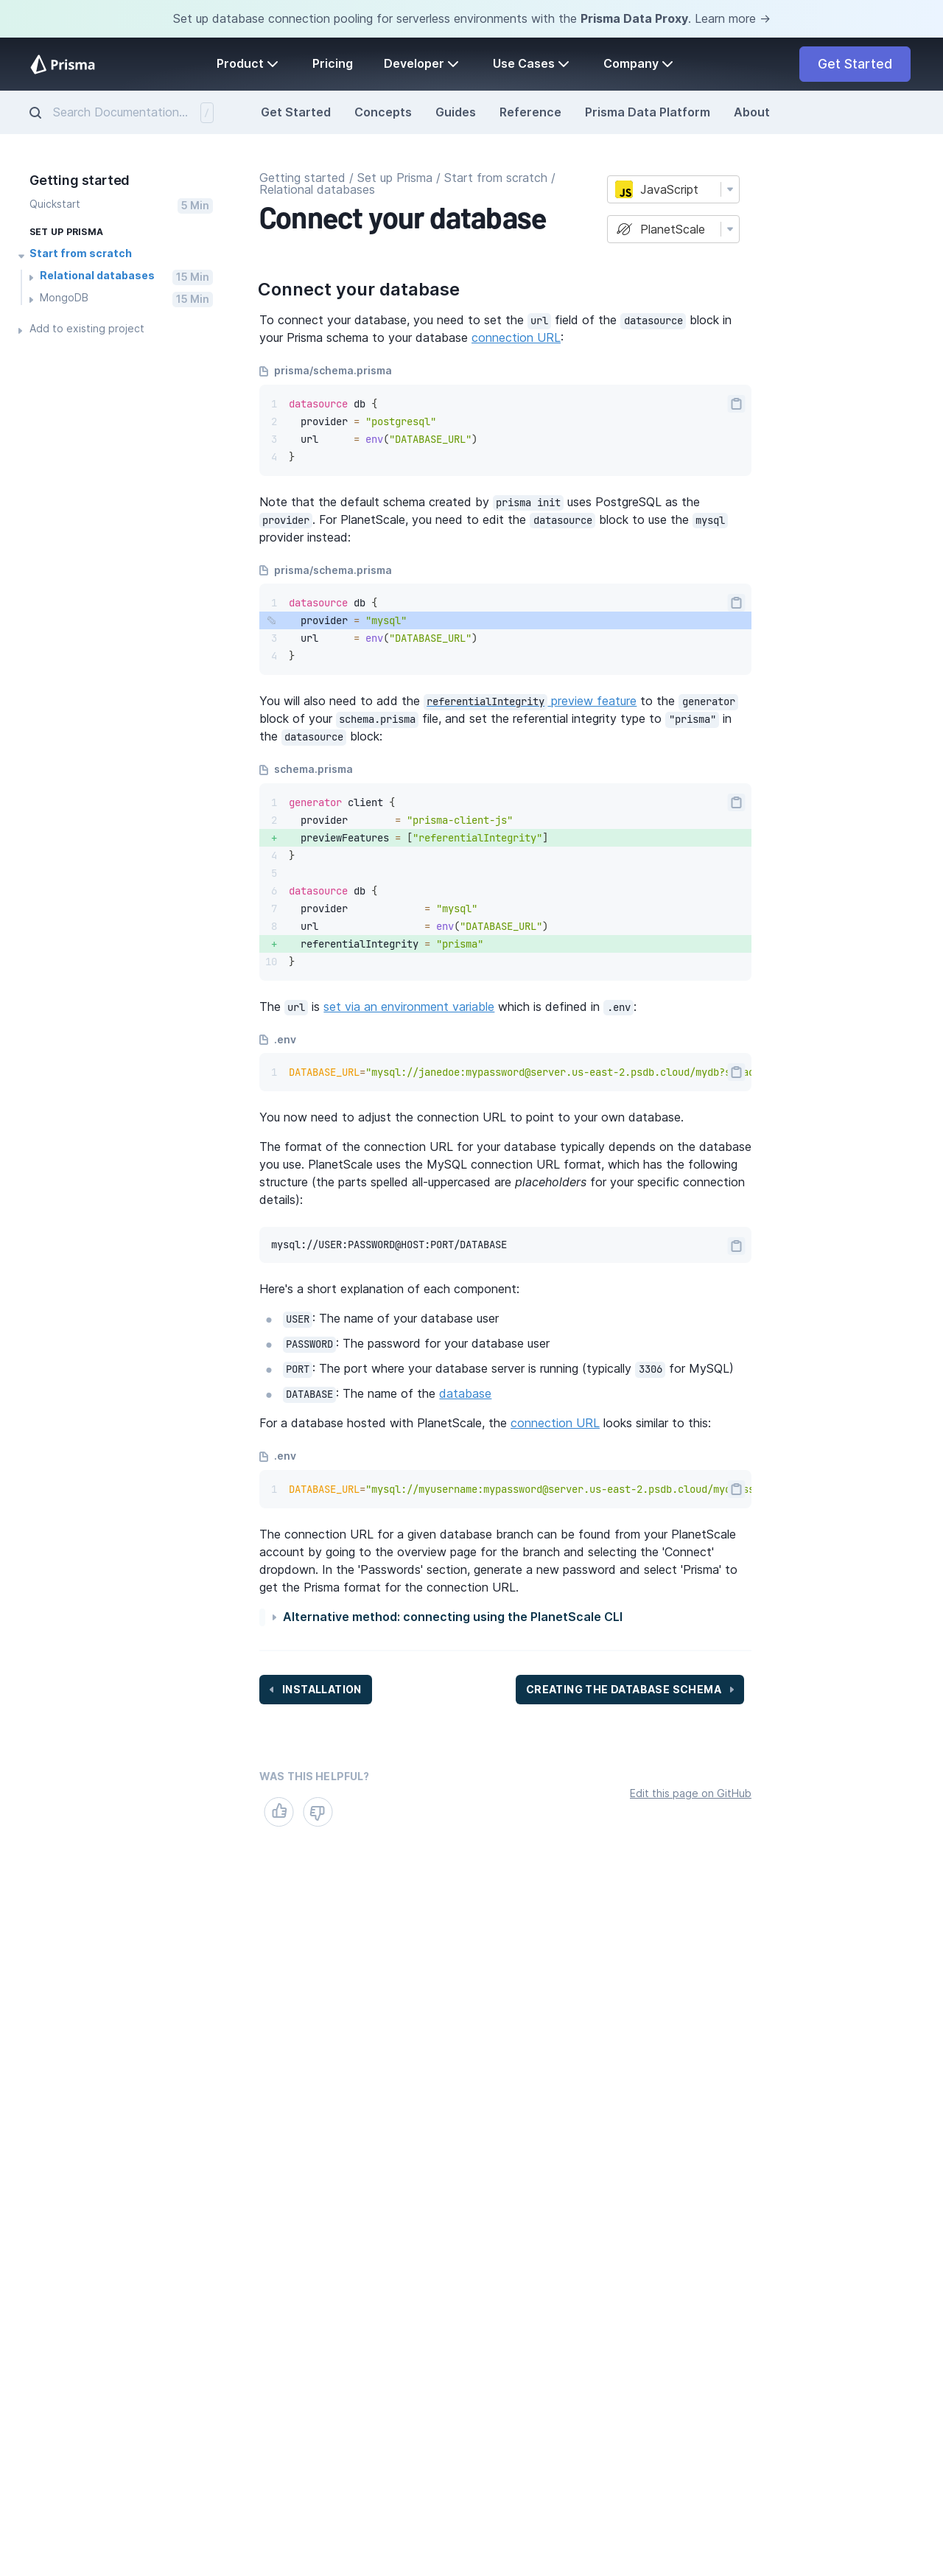 Set up database connection pooling for serverless environments with the Prisma Data Proxy. Learn more →
Prisma
Product
Pricing
Developer
Use Cases
Company
Get Started
Search Documentation...
/
Get Started
Concepts
Guides
Reference
Prisma Data Platform
About
Getting started
Quickstart
5 Min
SET UP PRISMA
Start from scratch
Relational databases
15 Min
MongoDB
15 Min
Add to existing project
Getting started / Set up Prisma / Start from scratch /
Relational databases
Connect your database
JS JavaScript
PlanetScale
Connect your database
To connect your database, you need to set the url field of the datasource block in
your Prisma schema to your database connection URL:
prisma/schema.prisma
1 datasource db {
2   provider = "postgresql"
3   url      = env("DATABASE_URL")
4 }
Note that the default schema created by prisma init uses PostgreSQL as the
provider. For PlanetScale, you need to edit the datasource block to use the mysql
provider instead:
prisma/schema.prisma
1 datasource db {
  provider = "mysql"
3   url      = env("DATABASE_URL")
4 }
You will also need to add the referentialIntegrity preview feature to the generator
block of your schema.prisma file, and set the referential integrity type to "prisma" in
the datasource block:
schema.prisma
1 generator client {
2   provider        = "prisma-client-js"
+   previewFeatures = ["referentialIntegrity"]
4 }
5
6 datasource db {
7   provider             = "mysql"
8   url                  = env("DATABASE_URL")
+   referentialIntegrity = "prisma"
10 }
The url is set via an environment variable which is defined in .env:
.env
1 DATABASE_URL="mysql://janedoe:mypassword@server.us-east-2.psdb.cloud/mydb?
You now need to adjust the connection URL to point to your own database.
The format of the connection URL for your database typically depends on the database
you use. PlanetScale uses the MySQL connection URL format, which has the following
structure (the parts spelled all-uppercased are placeholders for your specific connection
details):
mysql://USER:PASSWORD@HOST:PORT/DATABASE
Here's a short explanation of each component:
USER: The name of your database user
PASSWORD: The password for your database user
PORT: The port where your database server is running (typically 3306 for MySQL)
DATABASE: The name of the database
For a database hosted with PlanetScale, the connection URL looks similar to this:
.env
1 DATABASE_URL="mysql://myusername:mypassword@server.us-east-2.psdb.cloud/
The connection URL for a given database branch can be found from your PlanetScale
account by going to the overview page for the branch and selecting the 'Connect'
dropdown. In the 'Passwords' section, generate a new password and select 'Prisma' to
get the Prisma format for the connection URL.
Alternative method: connecting using the PlanetScale CLI
INSTALLATION
CREATING THE DATABASE SCHEMA
WAS THIS HELPFUL?
Edit this page on GitHub